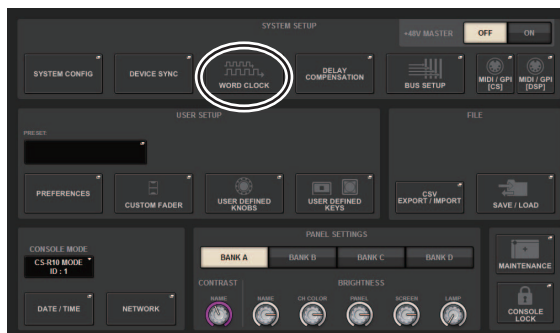 SYSTEM SETUP
+48V MASTER OFF ON
SYSTEM CONFIG
DEVICE SYNC
WORD CLOCK
DELAY
COMPENSATION
BUS SETUP
MIDI / GPI
[CS]
MIDI / GPI
[DSP]
USER SETUP
PRESET
PREFERENCES
CUSTOM FADER
USER DEFINED
KNOBS
USER DEFINED
KEYS
FILE
CSV
EXPORT / IMPORT
SAVE / LOAD
CONSOLE MODE
CS-R10 MODE
ID : 1
DATE / TIME
NETWORK
PANEL SETTINGS
BANK A
BANK B
BANK C
BANK D
CONTRAST
BRIGHTNESS
NAME
NAME
CH COLOR
PANEL
SCREEN
LAMP
MAINTENANCE
CONSOLE
LOCK